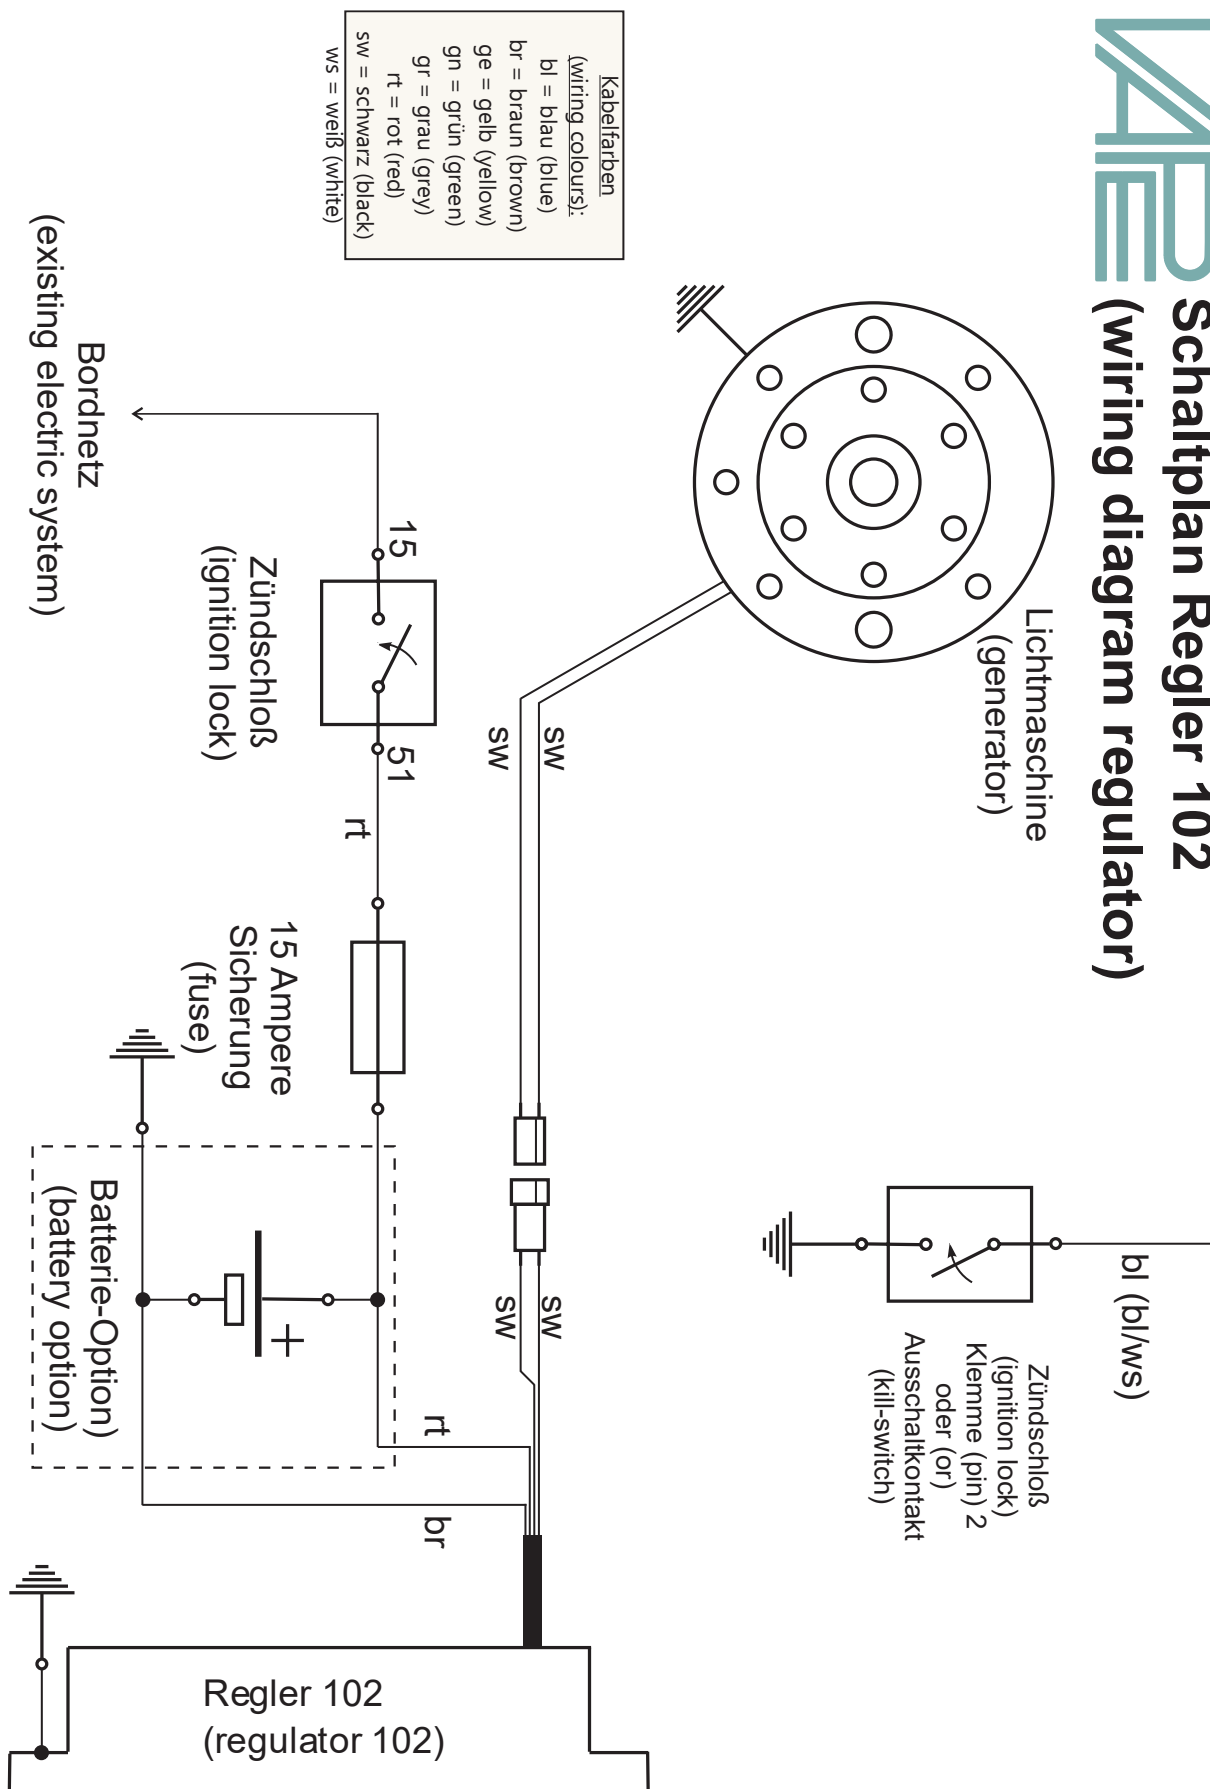 VAPE
Schaltplan Regler 102
(wiring diagram regulator)
Kabelfarben
(wiring colours):
bl = blau (blue)
br = braun (brown)
ge = gelb (yellow)
gn = grün (green)
gr = grau (grey)
rt = rot (red)
sw = schwarz (black)
ws = weiß (white)
Lichtmaschine
(generator)
sw
sw
bl (bl/ws)
Zündschloß
(ignition lock)
Klemme (pin) 2
oder (or)
Ausschaltkontakt
(kill-switch)
Bordnetz
(existing electric system)
15
Zündschloß
(ignition lock)
51
rt
15 Ampere
Sicherung
(fuse)
sw
sw
+
Batterie-Option)
(battery option)
rt
br
Regler 102
(regulator 102)